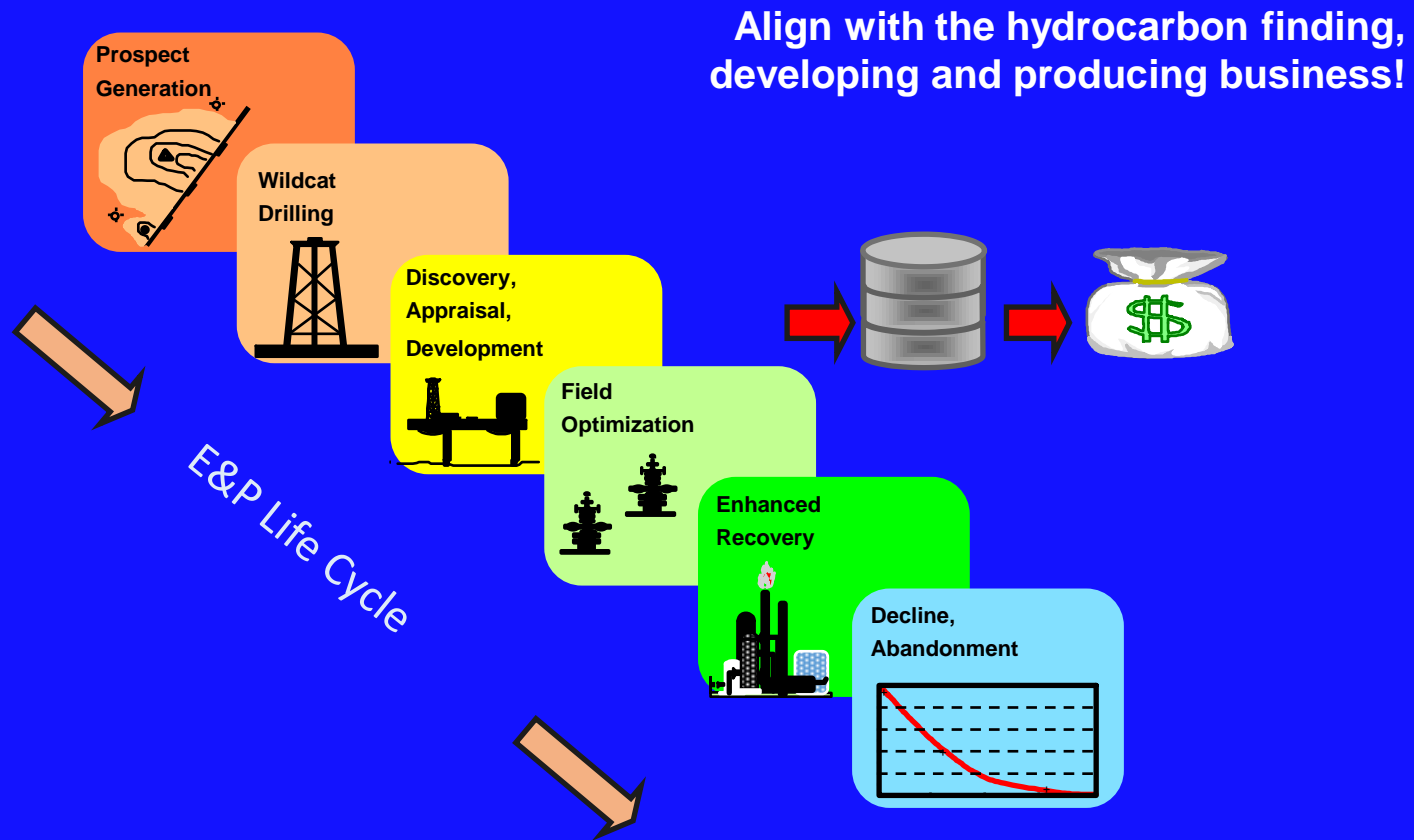 Align with the hydrocarbon finding,
developing and producing business!
Prospect
Generation
Wildcat
Drilling
Discovery,
Appraisal,
Development
Field
Optimization
Enhanced
Recovery
Decline,
Abandonment
E&P Life Cycle
$